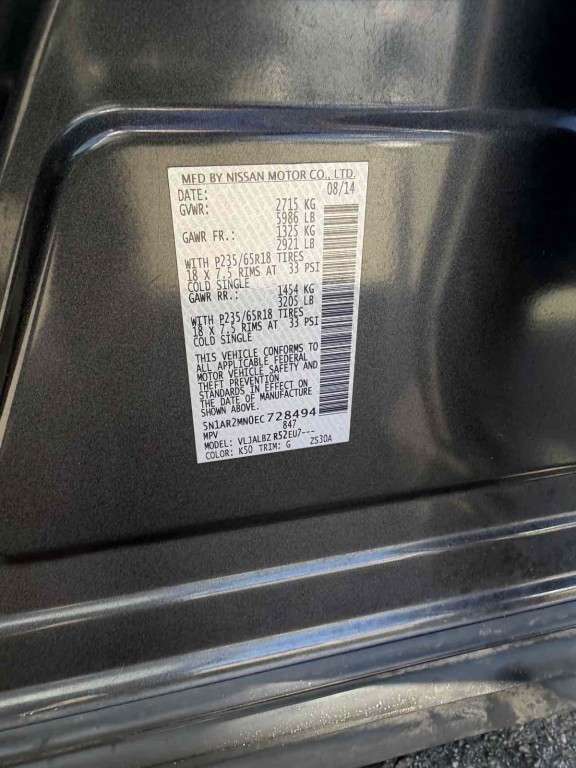 MFD BY NISSAN MOTOR CO., LTD.
DATE: 08/14
GVWR: 2715 KG
5986 LB
GAWR FR.: 1325 KG
2921 LB
WITH P235/65R18 TIRES
18 X 7.5 RIMS AT 33 PSI
COLD SINGLE
GAWR RR.: 1454 KG
3205 LB
WITH P235/65R18 TIRES
18 X 7.5 RIMS AT 33 PSI
COLD SINGLE
THIS VEHICLE CONFORMS TO
ALL APPLICABLE FEDERAL
MOTOR VEHICLE SAFETY AND
THEFT PREVENTION
STANDARDS IN EFFECT ON THE
DATE OF MANUFACTURE
SHOWN ABOVE.
5N1AR2MN0EC728494
MPV 847
MODEL: VLJALBZ R52EU7---
COLOR: K50 TRIM: G ZS30A